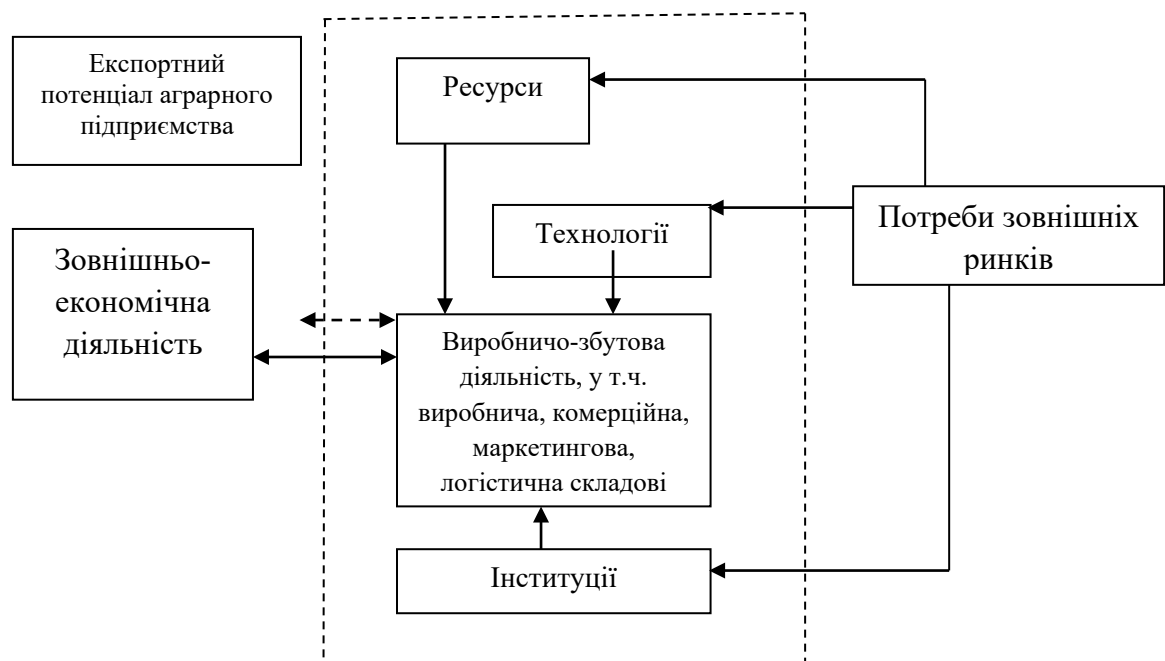 Експортний
потенціал аграрного
підприємства
Ресурси
Технології
Потреби зовнішніх
ринків
Зовнішньо-
економічна
діяльність
Виробничо-збутова
діяльність, у т.ч.
виробнича, комерційна,
маркетингова,
логістична складові
Інституції